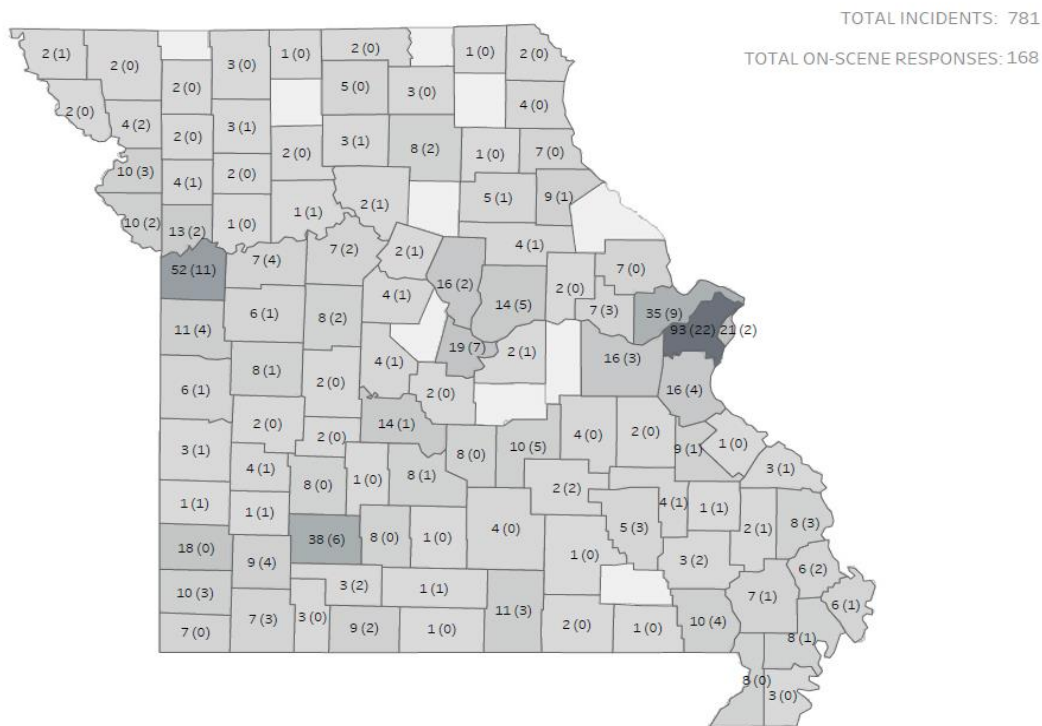 TOTAL INCIDENTS: 781
TOTAL ON-SCENE RESPONSES: 168
2 (1) 2 (0) 3 (0) 1 (0) 2 (0) 1 (0) 2 (0)
2 (0) 2 (0) 5 (0) 3 (0) 4 (0)
4 (2) 2 (0) 3 (1) 2 (0) 3 (1) 8 (2) 1 (0) 7 (0)
10 (3) 4 (1) 2 (0) 1 (1) 2 (1) 5 (1) 9 (1)
10 (2) 13 (2) 1 (0) 7 (2) 2 (1) 4 (1)
52 (11) 7 (4) 4 (1) 16 (2) 14 (5) 2 (0) 7 (0)
11 (4) 6 (1) 8 (2) 7 (3) 35 (9) 93 (22) 21 (2)
6 (1) 8 (1) 2 (0) 4 (1) 19 (7) 2 (1) 16 (3) 16 (4)
2 (0) 2 (0) 14 (1) 2 (0)
3 (1) 4 (1) 8 (0) 10 (5) 4 (0) 2 (0) 9 (1) 1 (0)
1 (1) 1 (1) 8 (0) 1 (0) 8 (1) 2 (2) 4 (1) 1 (1) 3 (1)
18 (0) 9 (4) 38 (6) 8 (0) 1 (0) 4 (0) 5 (3) 2 (1) 8 (3)
10 (3) 3 (2) 1 (1) 1 (0) 3 (2) 6 (2)
7 (0) 7 (3) 3 (0) 9 (2) 1 (0) 11 (3) 2 (0) 1 (0) 10 (4) 7 (1) 6 (1)
8 (1)
3 (0)